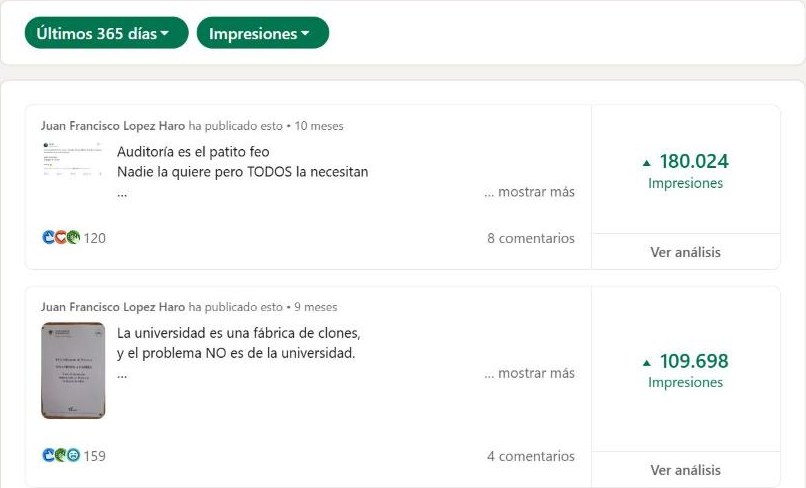 Últimos 365 días
Impresiones
Juan Francisco Lopez Haro ha publicado esto • 10 meses
Auditoría es el patito feo
Nadie la quiere pero TODOS la necesitan
...
... mostrar más
120
8 comentarios
180.024
Impresiones
Ver análisis
Juan Francisco Lopez Haro ha publicado esto • 9 meses
La universidad es una fábrica de clones,
y el problema NO es de la universidad.
...
... mostrar más
159
4 comentarios
109.698
Impresiones
Ver análisis